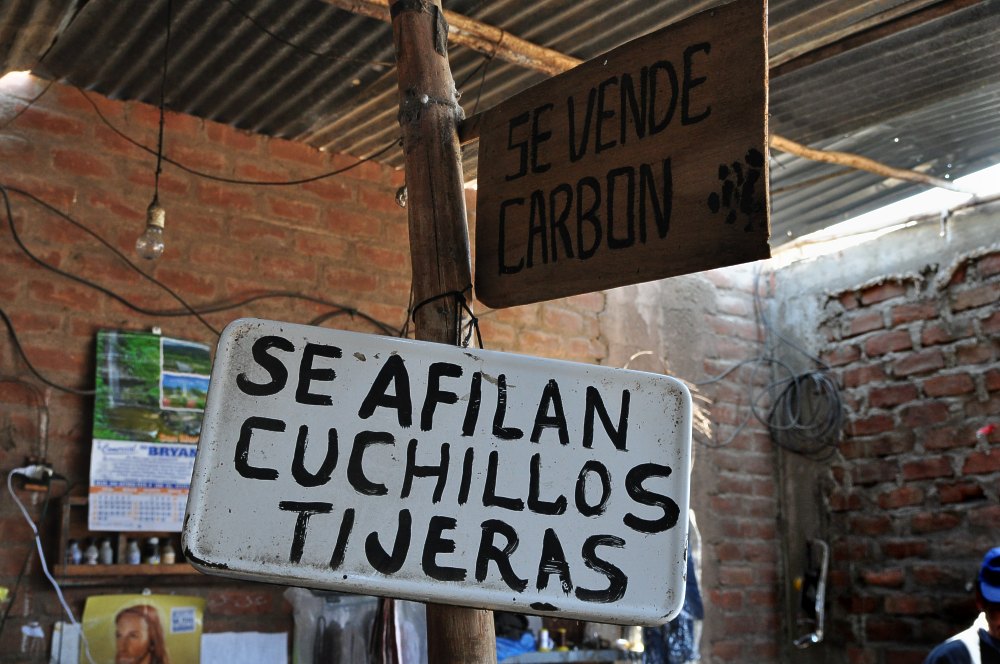 SE VENDE
CARBON
SE AFILAN
CUCHILLOS
TIJERAS
BRYAN